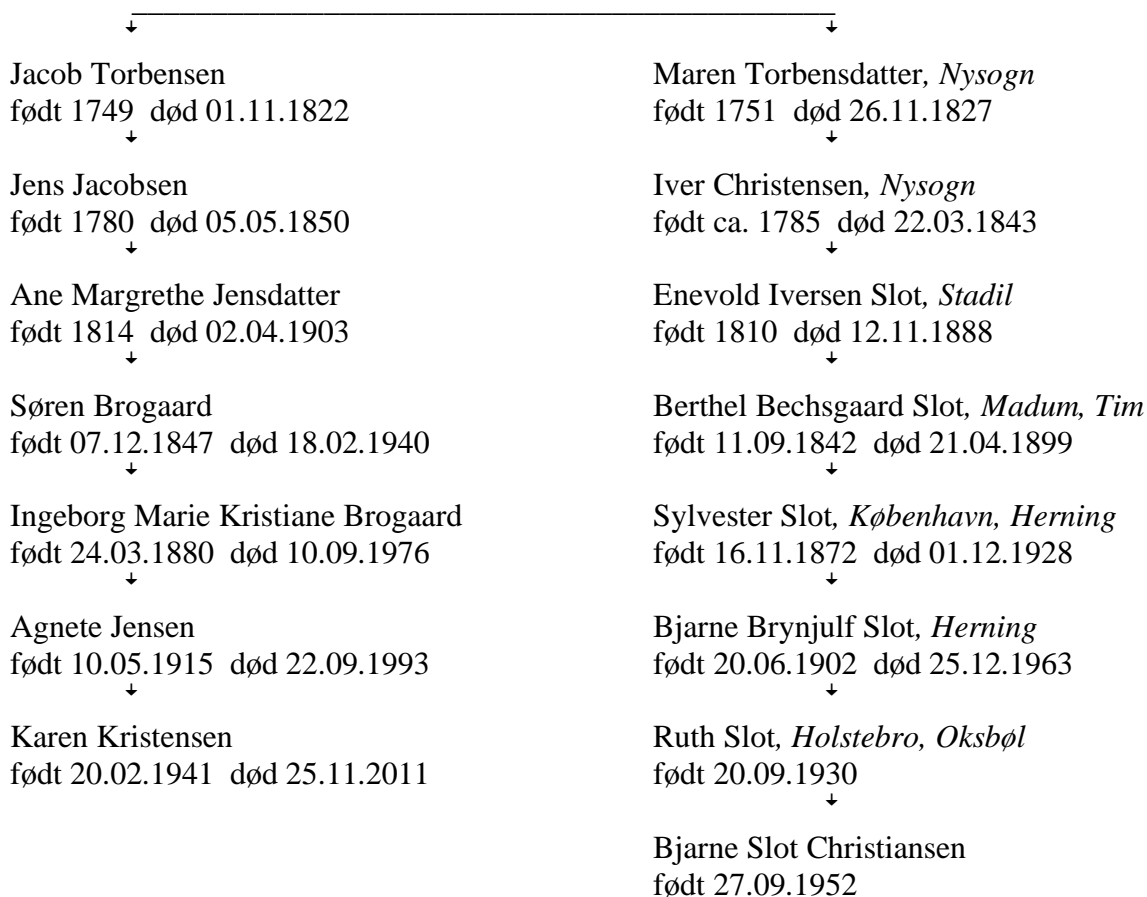 Jacob Torbensen
født 1749 død 01.11.1822
Jens Jacobsen
født 1780 død 05.05.1850
Ane Margrethe Jensdatter
født 1814 død 02.04.1903
Søren Brogaard
født 07.12.1847 død 18.02.1940
Ingeborg Marie Kristiane Brogaard
født 24.03.1880 død 10.09.1976
Agnete Jensen
født 10.05.1915 død 22.09.1993
Karen Kristensen
født 20.02.1941 død 25.11.2011
Maren Torbensdatter, Nysogn
født 1751 død 26.11.1827
Iver Christensen, Nysogn
født ca. 1785 død 22.03.1843
Enevold Iversen Slot, Stadil
født 1810 død 12.11.1888
Berthel Bechsgaard Slot, Madum, Tim
født 11.09.1842 død 21.04.1899
Sylvester Slot, København, Herning
født 16.11.1872 død 01.12.1928
Bjarne Brynjulf Slot, Herning
født 20.06.1902 død 25.12.1963
Ruth Slot, Holstebro, Oksbøl
født 20.09.1930
Bjarne Slot Christiansen
født 27.09.1952